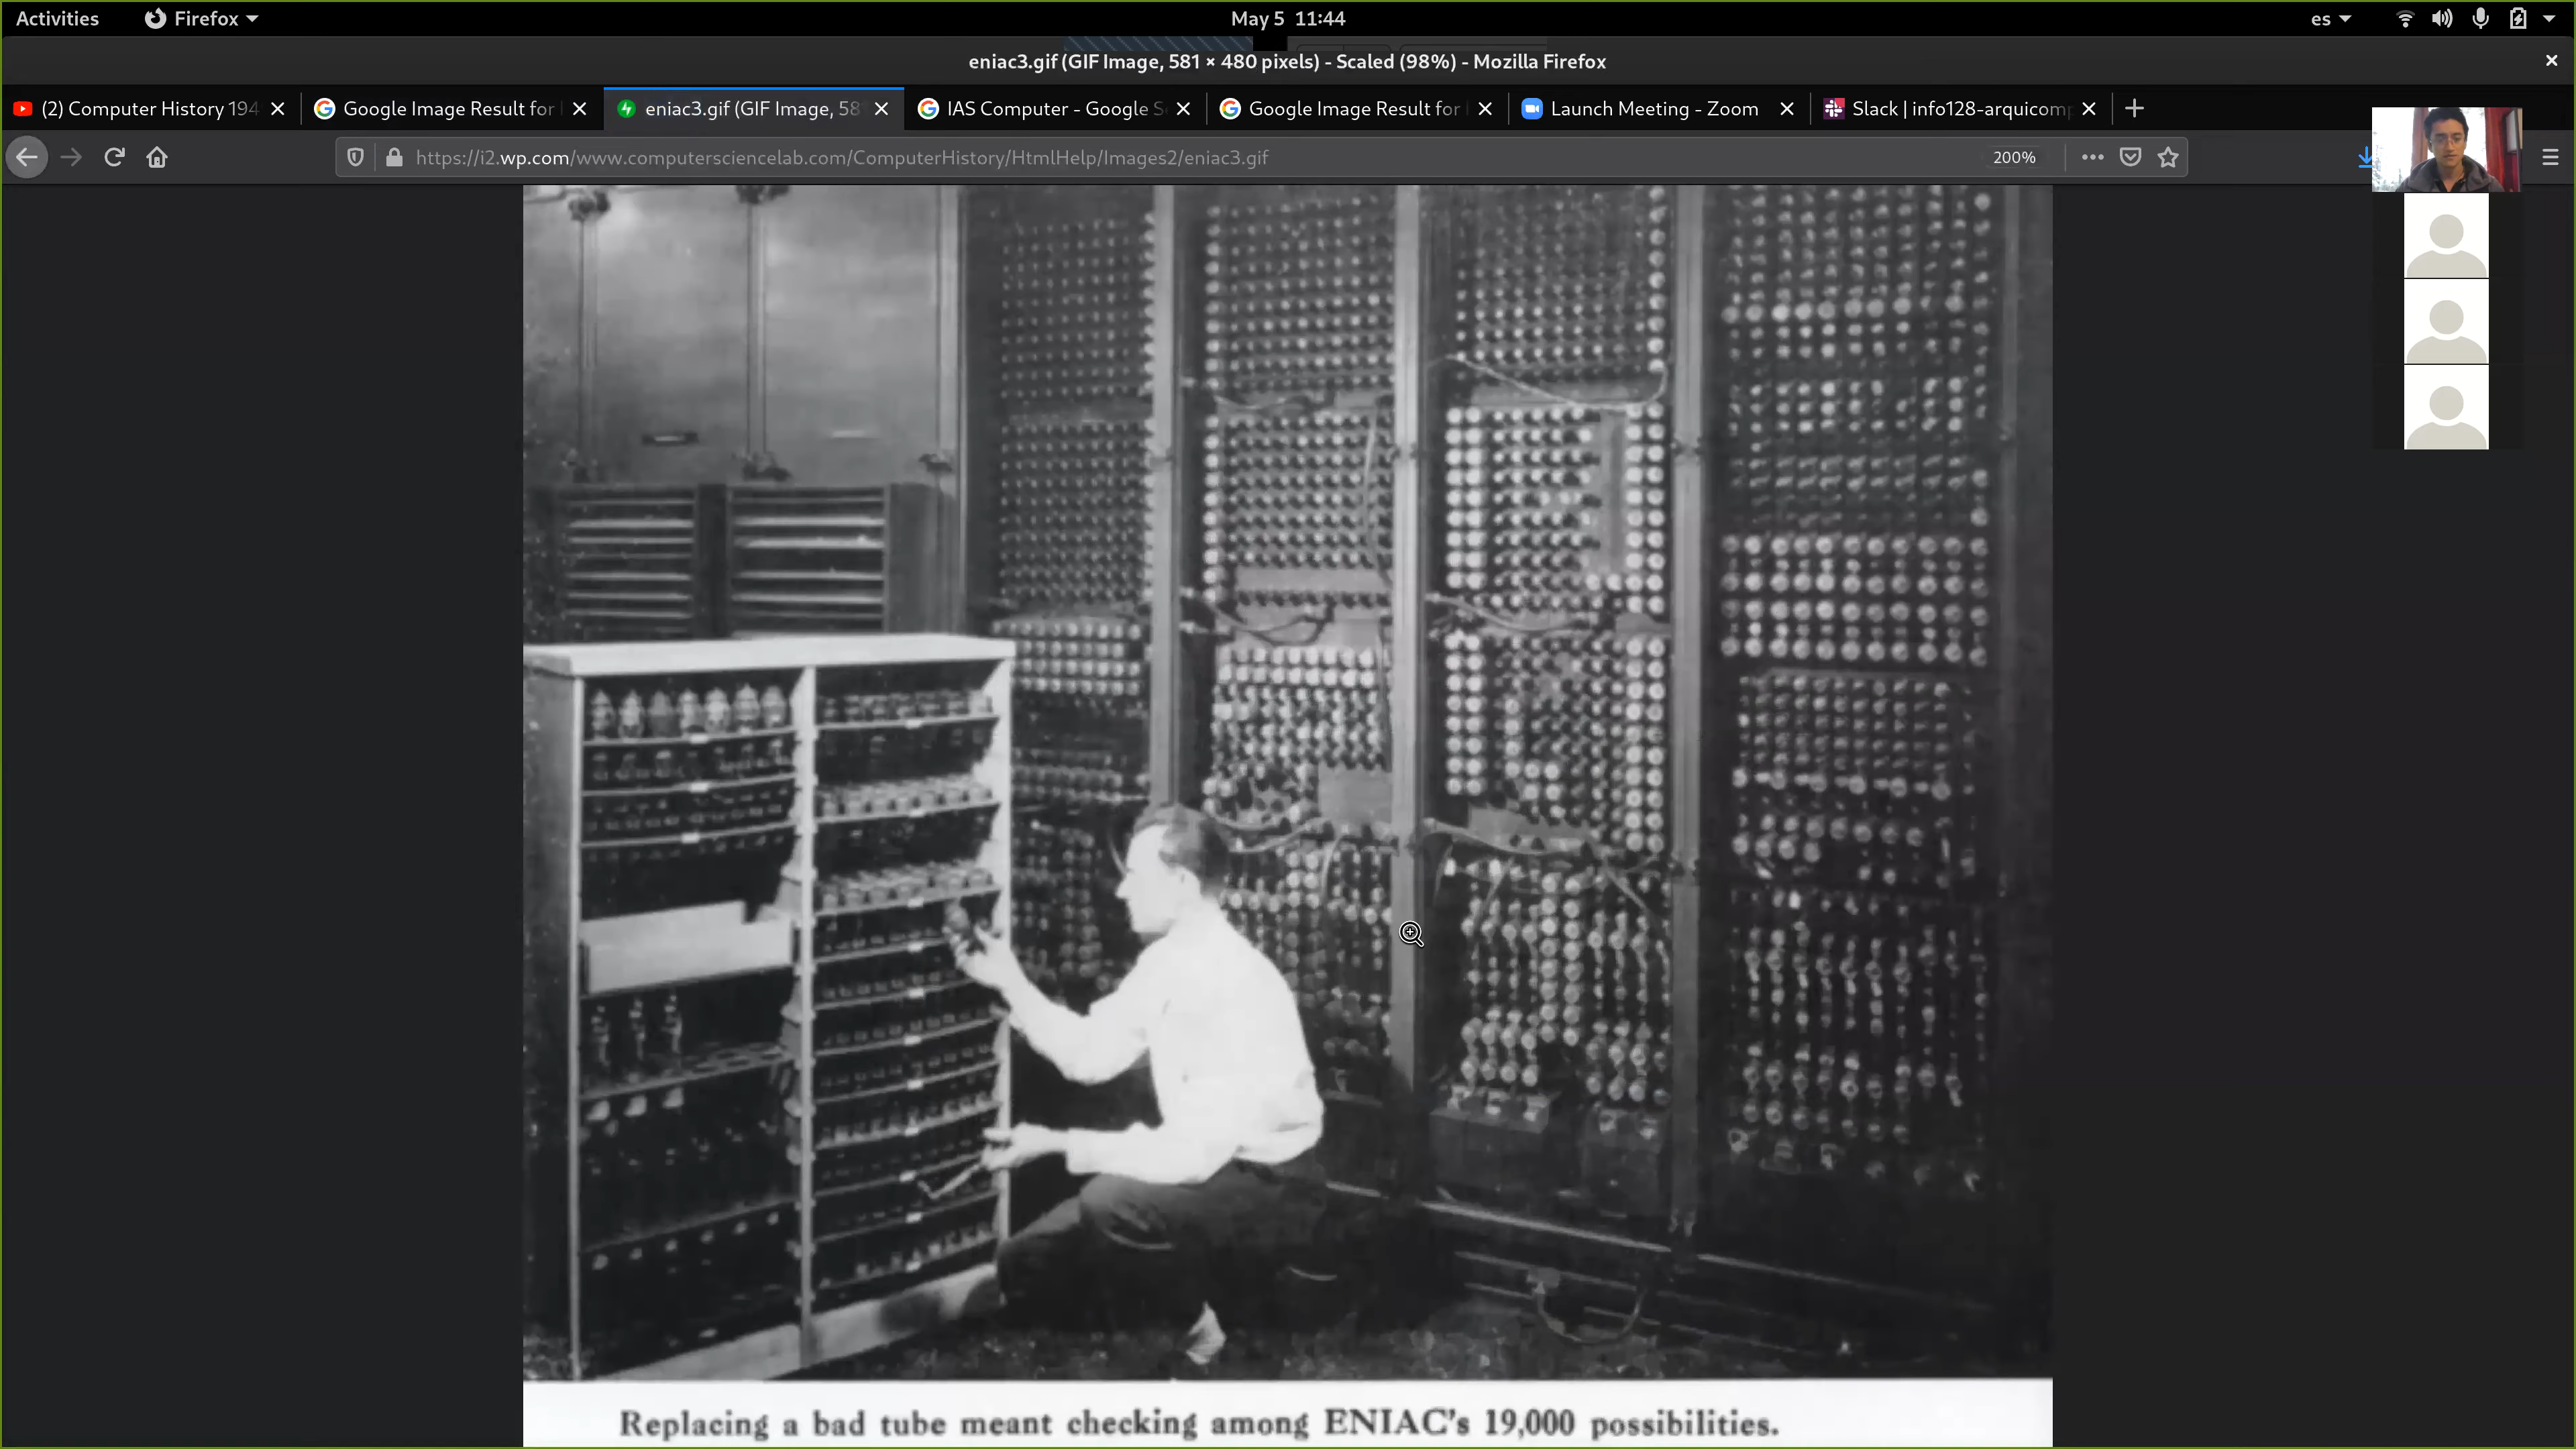 Activities Firefox May 5 11:44 es
eniac3.gif (GIF Image, 581 × 480 pixels) - Scaled (98%) - Mozilla Firefox
(2) Computer History 194 Google Image Result for eniac3.gif (GIF Image, 58 IAS Computer - Google S Google Image Result for Launch Meeting - Zoom Slack | info128-arquicomp
https://i2.wp.com/www.computersciencelab.com/ComputerHistory/HtmlHelp/Images2/eniac3.gif 200%
Replacing a bad tube meant checking among ENIAC's 19,000 possibilities.